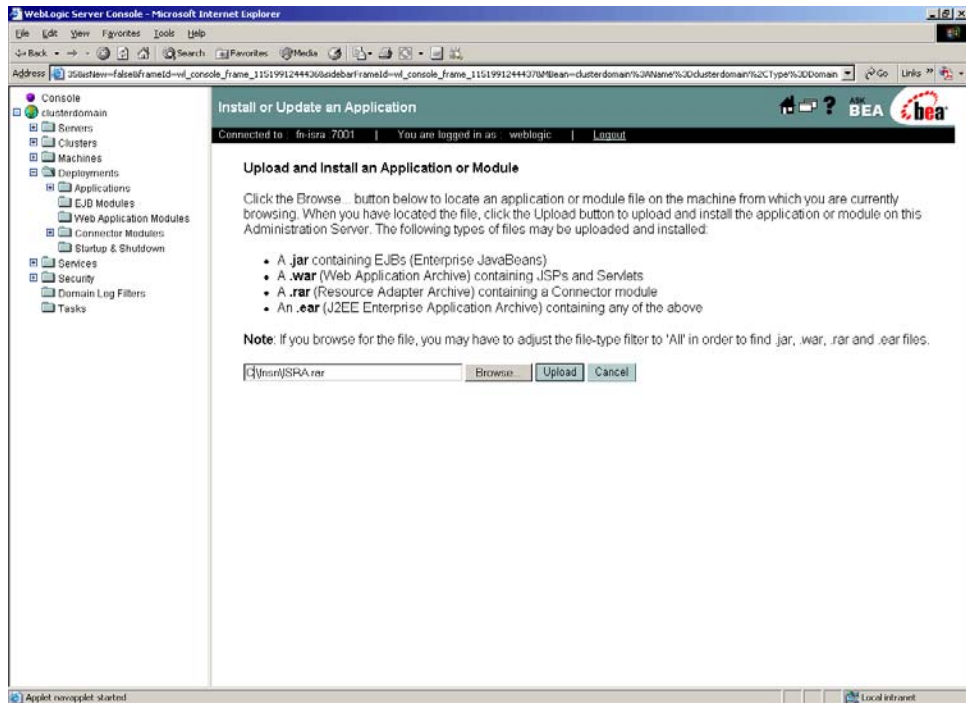 WebLogic Server Console - Microsoft Internet Explorer
File Edit View Favorites Tools Help
Back Search Favorites Media
Address Go Links
Console
clusterdomain
Servers
Clusters
Machines
Deployments
Applications
EJB Modules
Web Application Modules
Connector Modules
Startup & Shutdown
Services
Security
Domain Log Filters
Tasks
Install or Update an Application
? ASK BEA bea
Connected to : fn-isra :7001 | You are logged in as : weblogic | Logout
Upload and Install an Application or Module
Click the Browse... button below to locate an application or module file on the machine from which you are currently
browsing. When you have located the file, click the Upload button to upload and install the application or module on this
Administration Server. The following types of files may be uploaded and installed:
• A .jar containing EJBs (Enterprise JavaBeans)
• A .war (Web Application Archive) containing JSPs and Servlets
• A .rar (Resource Adapter Archive) containing a Connector module
• An .ear (J2EE Enterprise Application Archive) containing any of the above
Note: If you browse for the file, you may have to adjust the file-type filter to 'All' in order to find .jar, .war, .rar and .ear files.
Browse... Upload Cancel
Applet navapplet started Local intranet